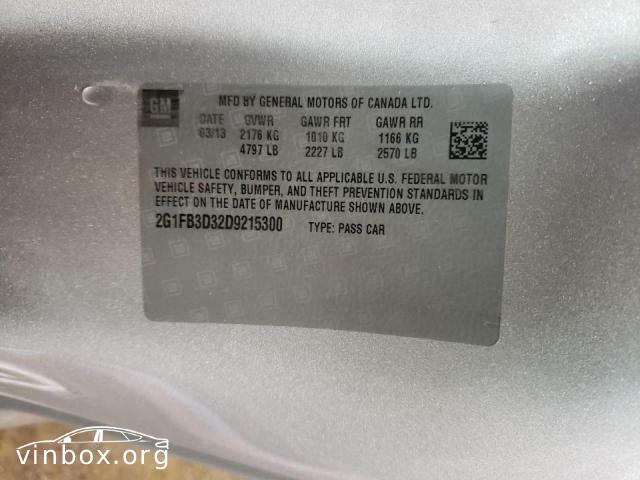 GM
MFD BY GENERAL MOTORS OF CANADA LTD.
DATE GVWR GAWR FRT GAWR RR
03/13 2176 KG 1010 KG 1166 KG
4797 LB 2227 LB 2570 LB
THIS VEHICLE CONFORMS TO ALL APPLICABLE U.S. FEDERAL MOTOR
VEHICLE SAFETY, BUMPER, AND THEFT PREVENTION STANDARDS IN
EFFECT ON THE DATE OF MANUFACTURE SHOWN ABOVE.
2G1FB3D32D9215300 TYPE: PASS CAR
vinbox.org